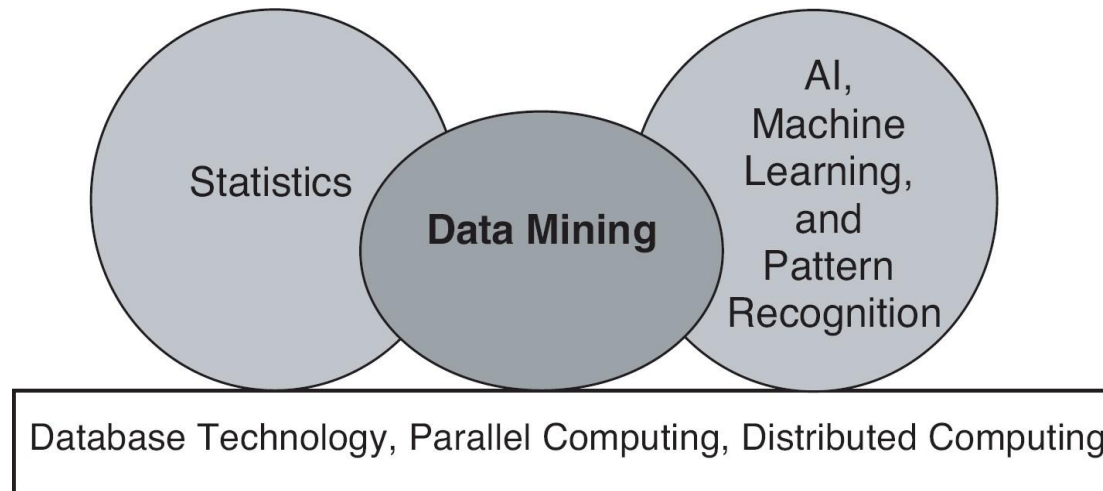 Statistics
Data Mining
AI,
Machine
Learning,
and
Pattern
Recognition
Database Technology, Parallel Computing, Distributed Computing